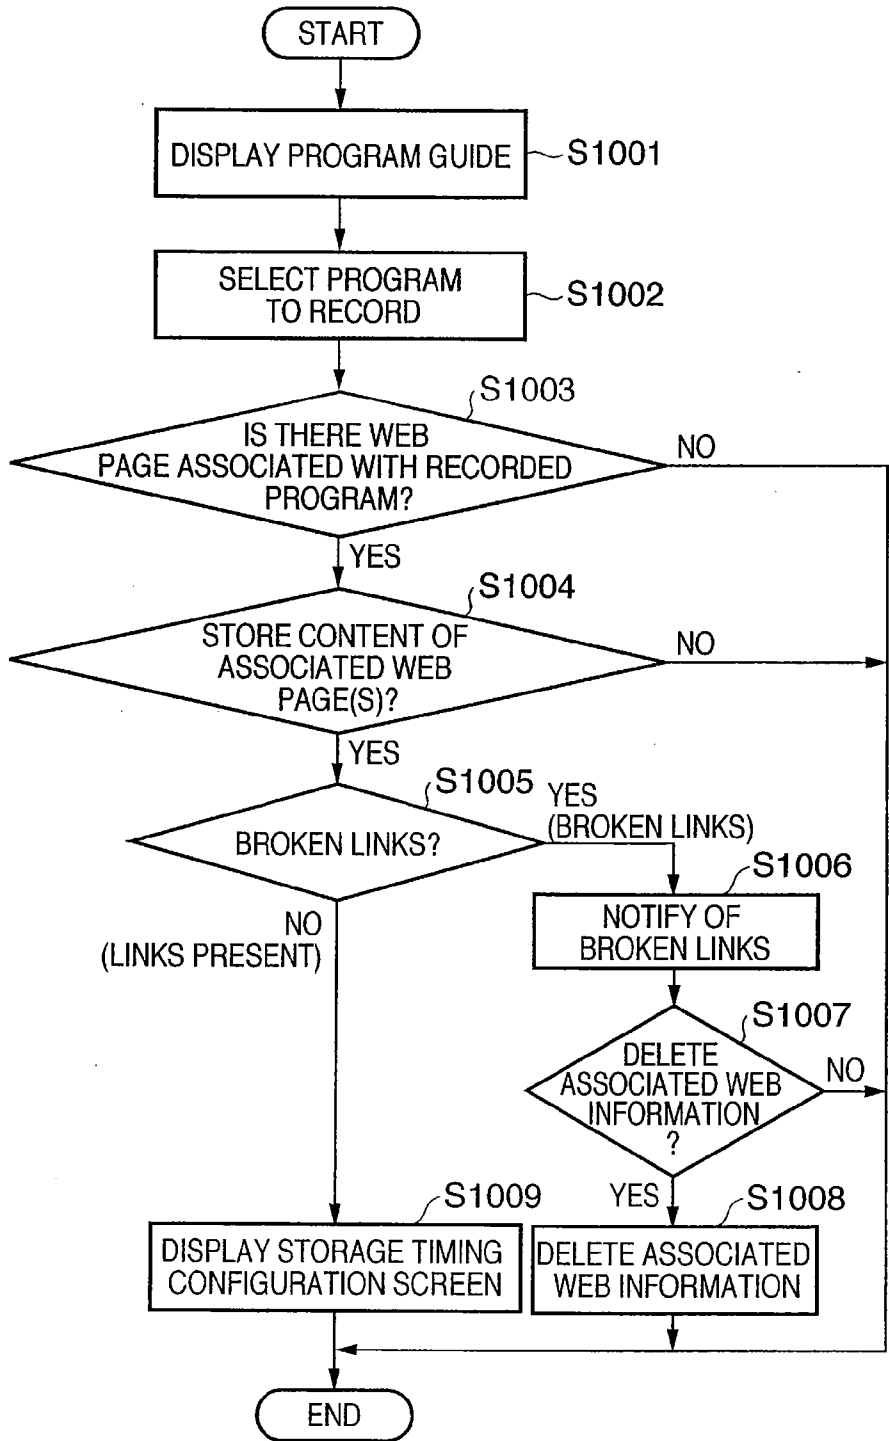 START
DISPLAY PROGRAM GUIDE
S1001
SELECT PROGRAM
TO RECORD
S1002
S1003
IS THERE WEB
PAGE ASSOCIATED WITH RECORDED
PROGRAM?
NO
YES
S1004
STORE CONTENT OF
ASSOCIATED WEB
PAGE(S)?
NO
YES
S1005
BROKEN LINKS?
YES
(BROKEN LINKS)
NO
(LINKS PRESENT)
S1006
NOTIFY OF
BROKEN LINKS
S1007
DELETE
ASSOCIATED WEB
INFORMATION
?
NO
YES
S1009
DISPLAY STORAGE TIMING
CONFIGURATION SCREEN
S1008
DELETE ASSOCIATED
WEB INFORMATION
END